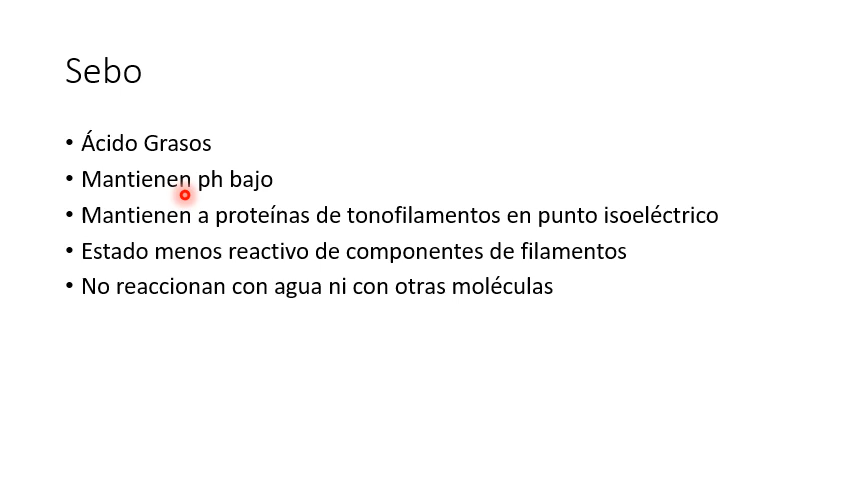 Sebo
• Ácido Grasos
• Mantienen ph bajo
• Mantienen a proteínas de tonofilamentos en punto isoeléctrico
• Estado menos reactivo de componentes de filamentos
• No reaccionan con agua ni con otras moléculas